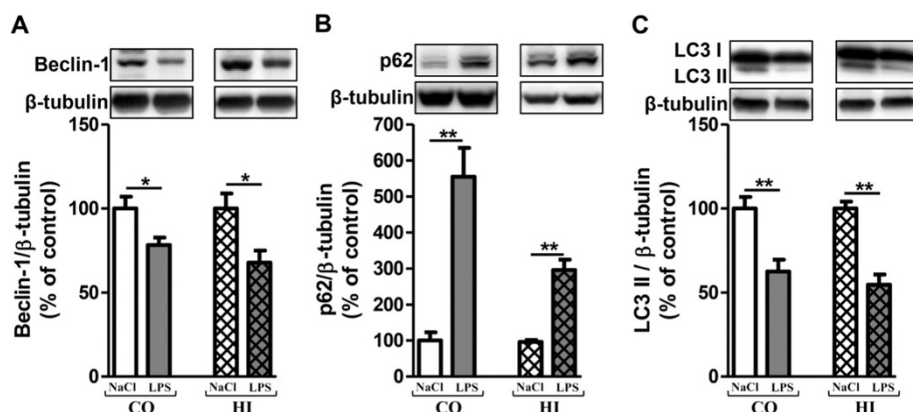 A
Beclin-1
β-tubulin
Beclin-1/β-tubulin
(% of control)
150
100
50
0
*
*
NaCl LPS NaCl LPS
CO HI
B
p62
β-tubulin
p62/β-tubulin
(% of control)
700
600
500
400
300
200
100
0
**
**
NaCl LPS NaCl LPS
CO HI
C
LC3 I
LC3 II
β-tubulin
LC3 II / β-tubulin
(% of control)
150
100
50
0
**
**
NaCl LPS NaCl LPS
CO HI